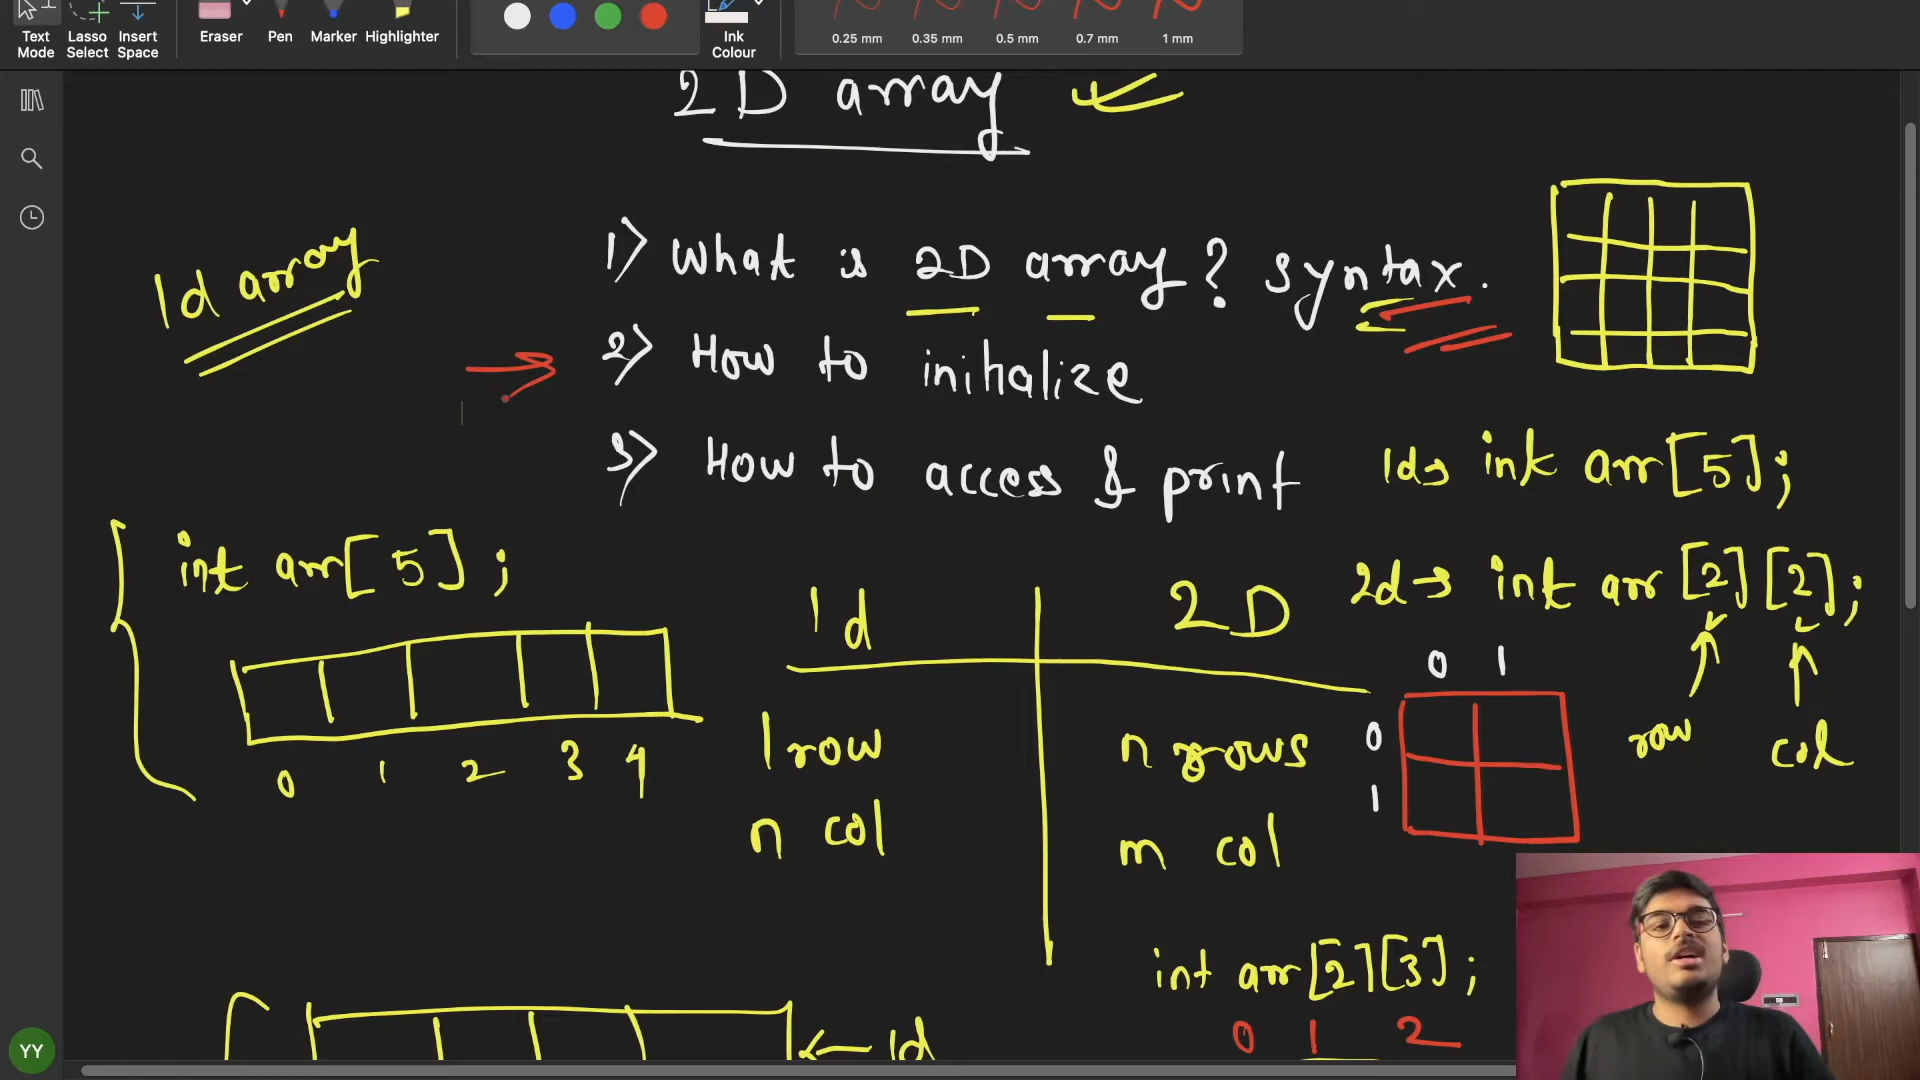 Text Mode
Lasso Select
Insert Space
Eraser
Pen
Marker
Highlighter
Ink Colour
0.25 mm
0.35 mm
0.5 mm
0.7 mm
1 mm
2D array
1d array
1) What is 2D array? syntax.
2) How to initalize
3) How to access & print
1d→ int arr[5];
int arr[5];
2d→ int arr[2][2];
row
col
0 1
0
1
0 1 2 3 4
1d
2D
1 row
n rows
n col
m col
int arr[2][3];
0 1 2
←1d
YY